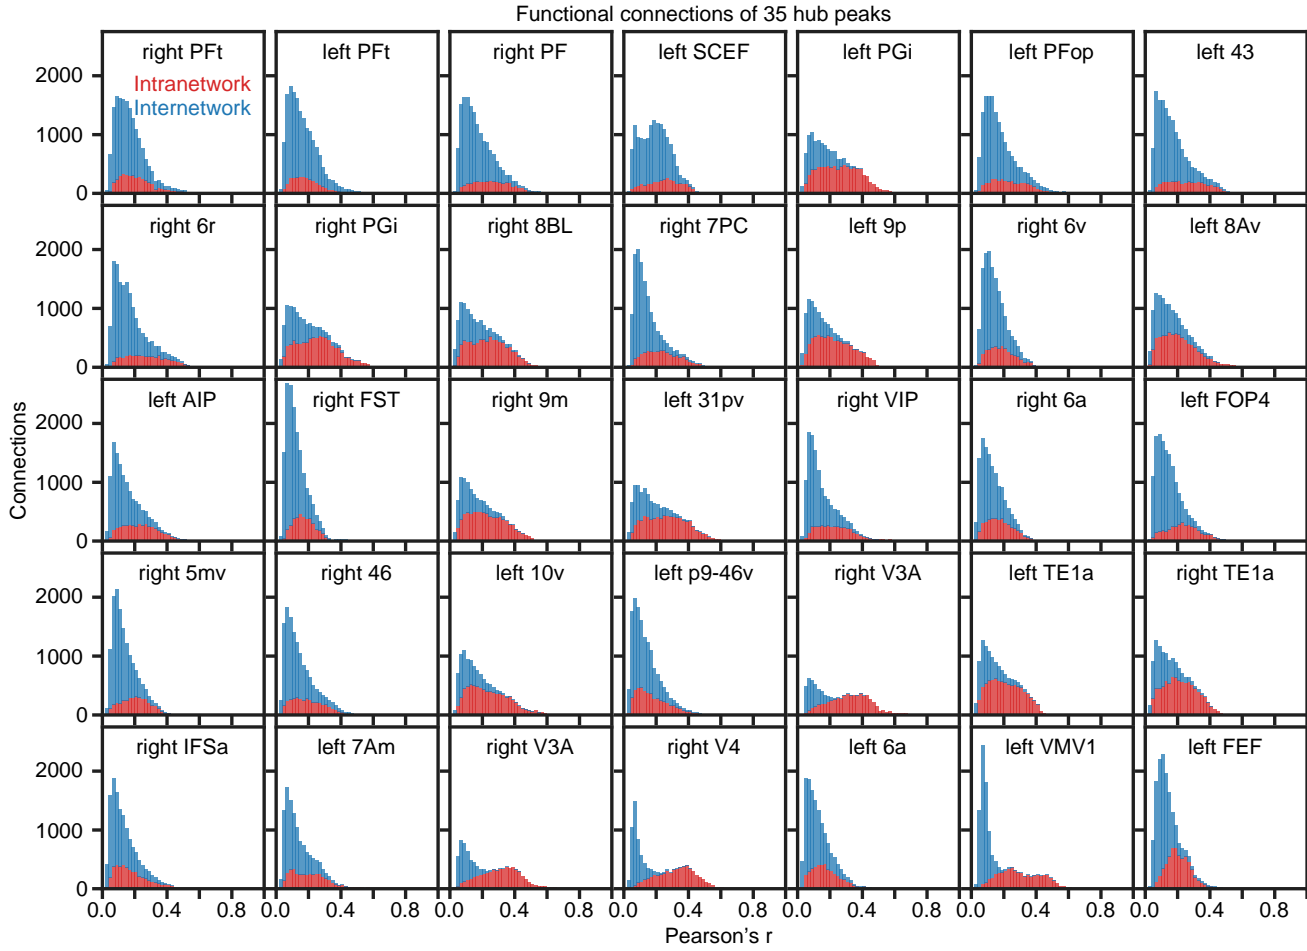 Functional connections of 35 hub peaks
right PFt
left PFt
right PF
left SCEF
left PGi
left PFop
left 43
Intranetwork
Internetwork
2000
1000
0
right 6r
right PGi
right 8BL
right 7PC
left 9p
right 6v
left 8Av
2000
1000
0
left AIP
right FST
right 9m
left 31pv
right VIP
right 6a
left FOP4
2000
1000
0
Connections
right 5mv
right 46
left 10v
left p9-46v
right V3A
left TE1a
right TE1a
2000
1000
0
right IFSa
left 7Am
right V3A
right V4
left 6a
left VMV1
left FEF
2000
1000
0
0.0 0.4 0.8 0.0 0.4 0.8 0.0 0.4 0.8 0.0 0.4 0.8 0.0 0.4 0.8 0.0 0.4 0.8 0.0 0.4 0.8
Pearson's r